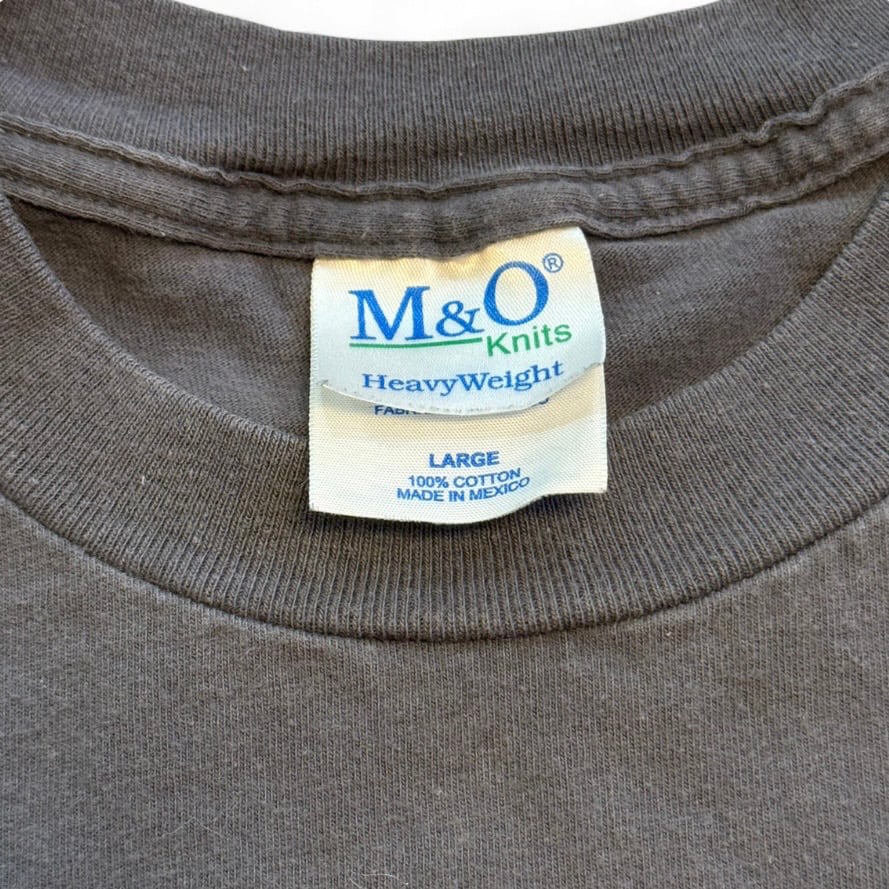 M&O®
Knits
HeavyWeight
LARGE
100% COTTON
MADE IN MEXICO